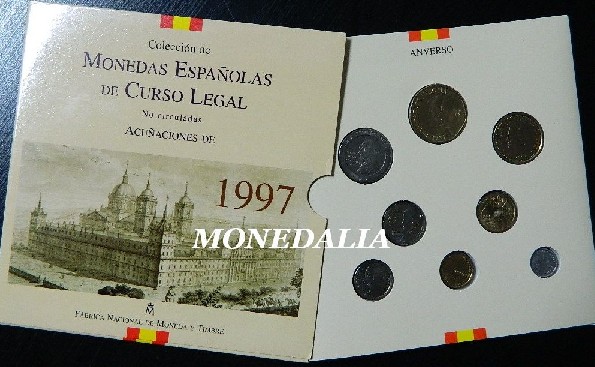 Colección de
MONEDAS ESPAÑOLAS
DE CURSO LEGAL
No circuladas
ACUÑACIONES DE
1997
FÁBRICA NACIONAL DE MONEDA Y TIMBRE
ANVERSO
MONEDALIA